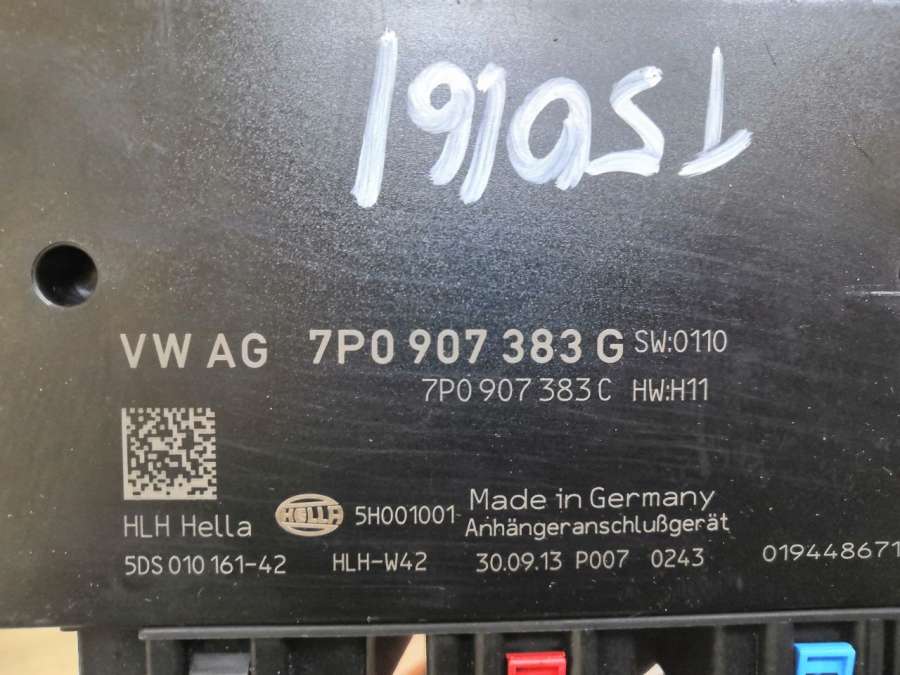 VW AG 7P0 907 383 G SW:0110
7P0 907 383 C HW:H11
HLH Hella HELLA 5H001001 Made in Germany
Anhängeranschlußgerät
5DS 010 161-42 HLH-W42 30.09.13 P007 0243 019448671